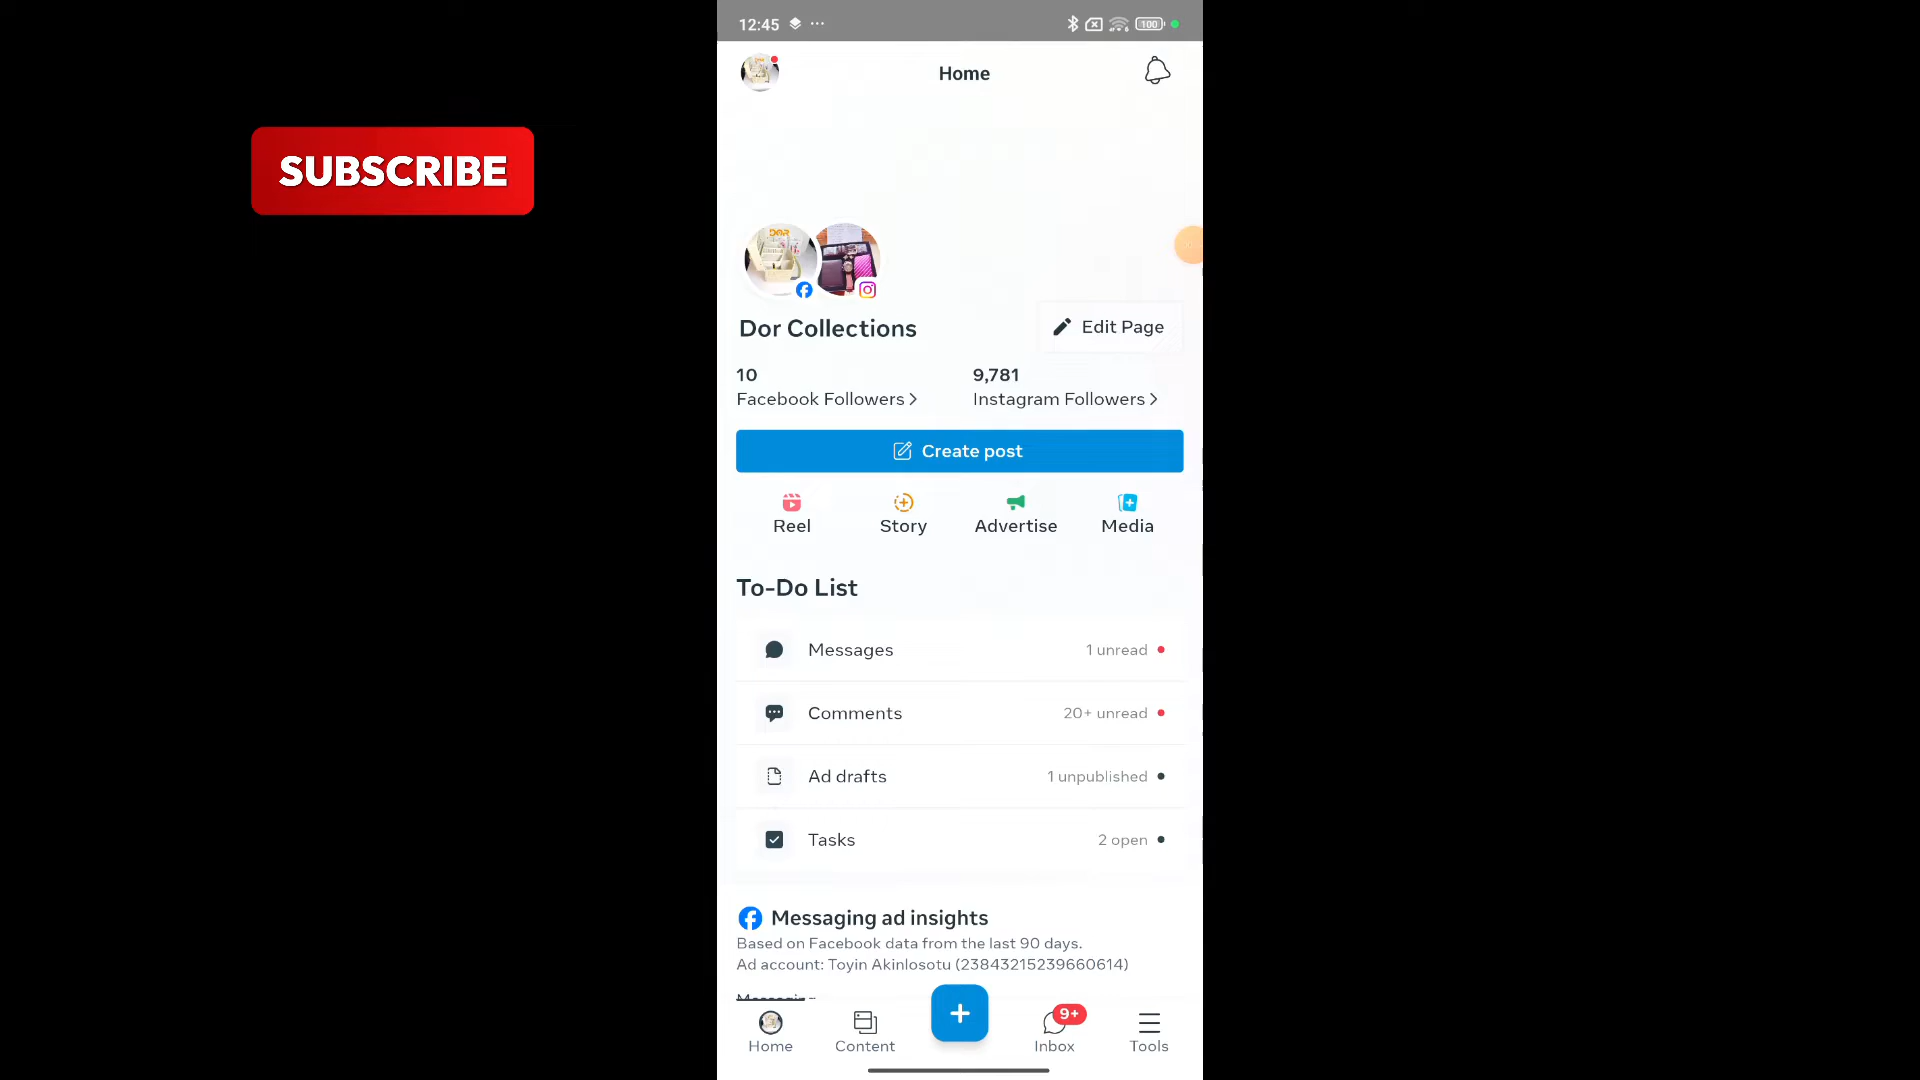 12:45
100
Home
SUBSCRIBE
DOR
Dor Collections
Edit Page
10
9,781
Facebook Followers
Instagram Followers
Create post
Reel
Story
Advertise
Media
To-Do List
Messages
1 unread
Comments
20+ unread
Ad drafts
1 unpublished
Tasks
2 open
Messaging ad insights
Based on Facebook data from the last 90 days.
Ad account: Toyin Akinlosotu (23843215239660614)
9+
Home
Content
Inbox
Tools